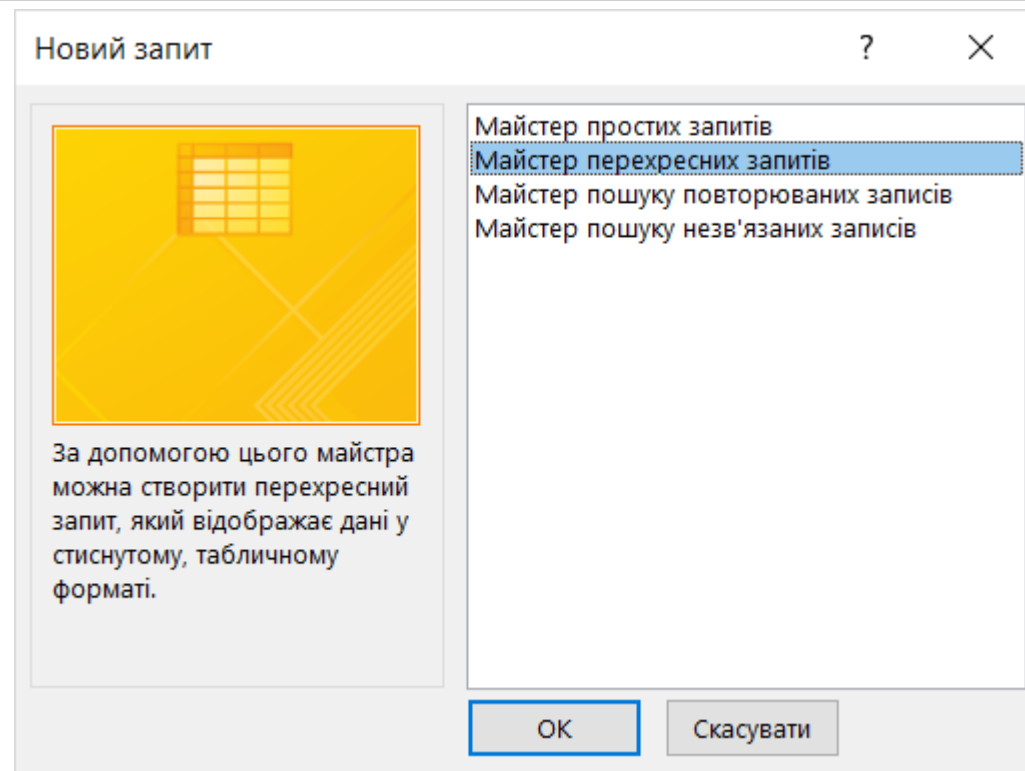 Новий запит
?
Майстер простих запитів
Майстер перехресних запитів
Майстер пошуку повторюваних записів
Майстер пошуку незв'язаних записів
За допомогою цього майстра
можна створити перехресний
запит, який відображає дані у
стиснутому, табличному
форматі.
ОК
Скасувати